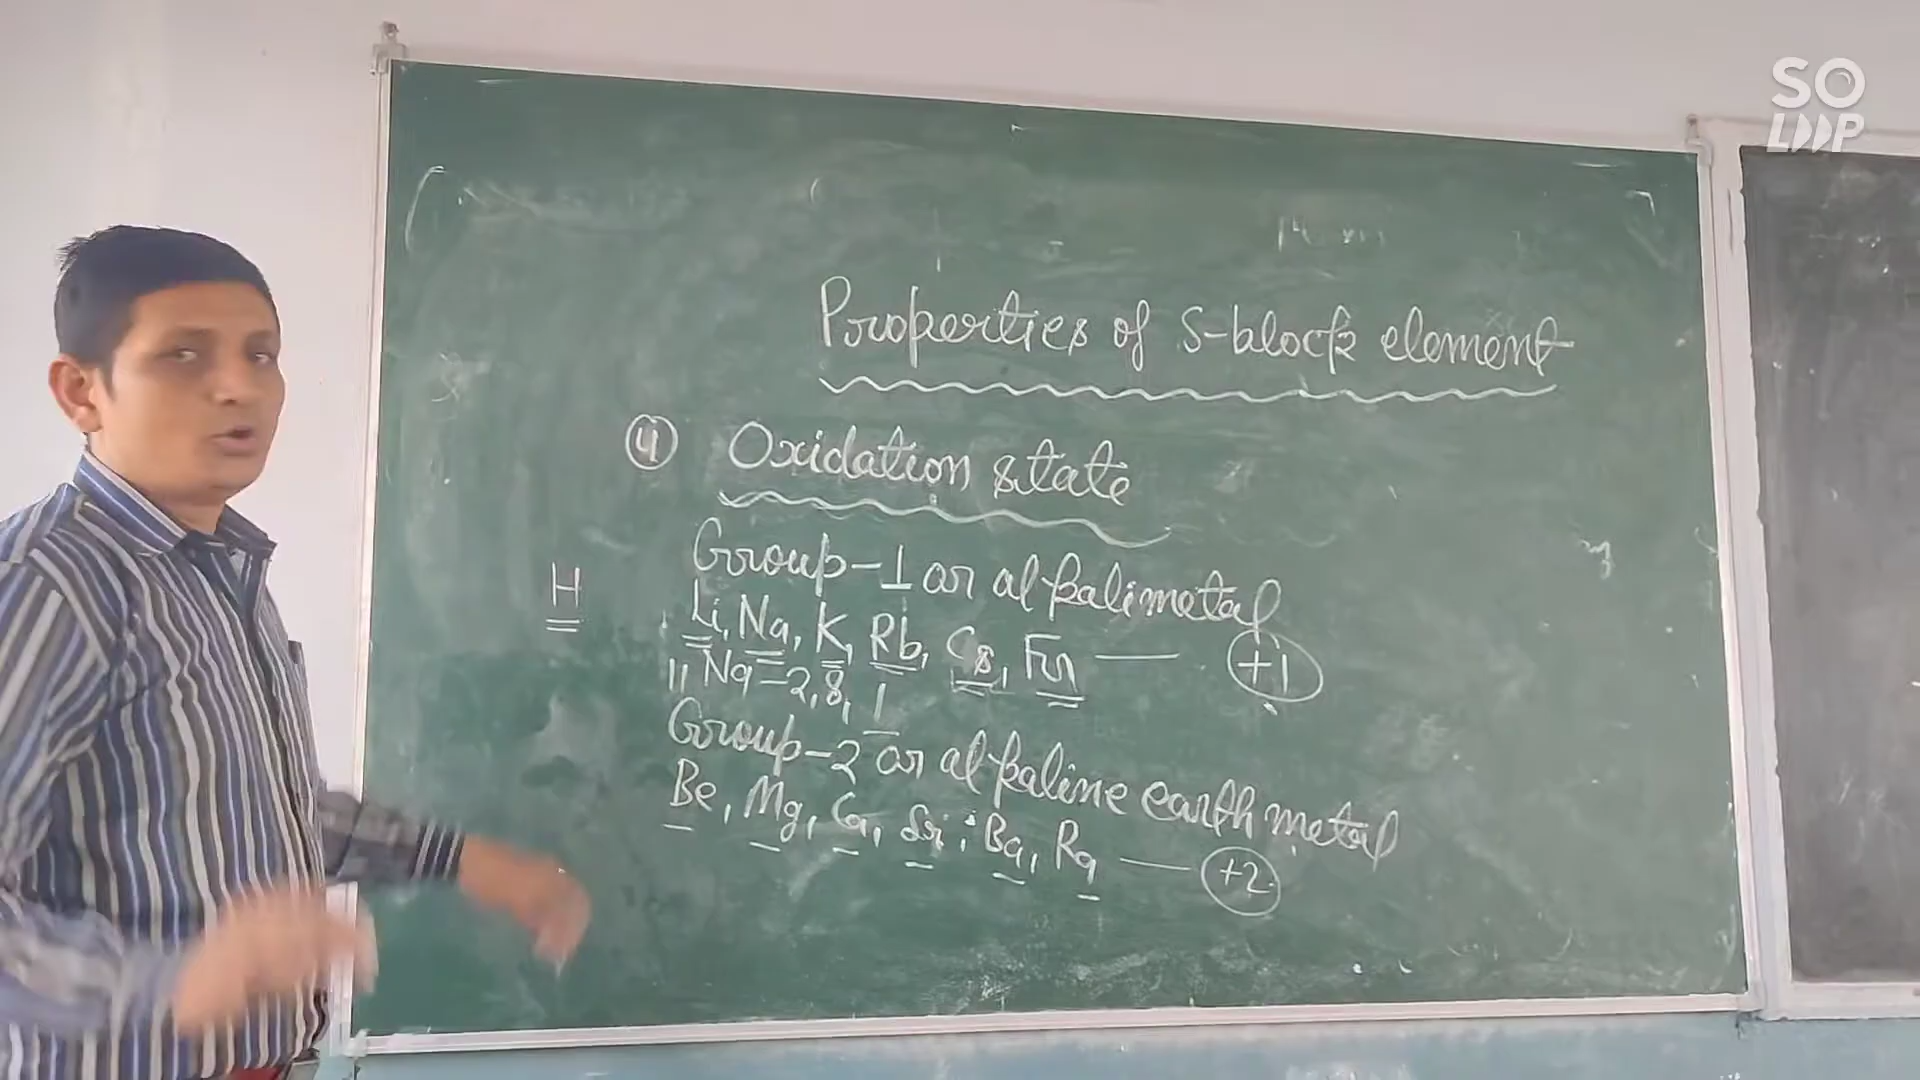 SO
LOOP
Properties of S-block element
④ Oxidation state
Group-1 or alkalimetal
H
Li, Na, K, Rb, Cs, Fr — +1
11 Na = 2, 8, 1
Group-2 or alkaline earth metal
Be, Mg, Ca, Sr, Ba, Ra — +2